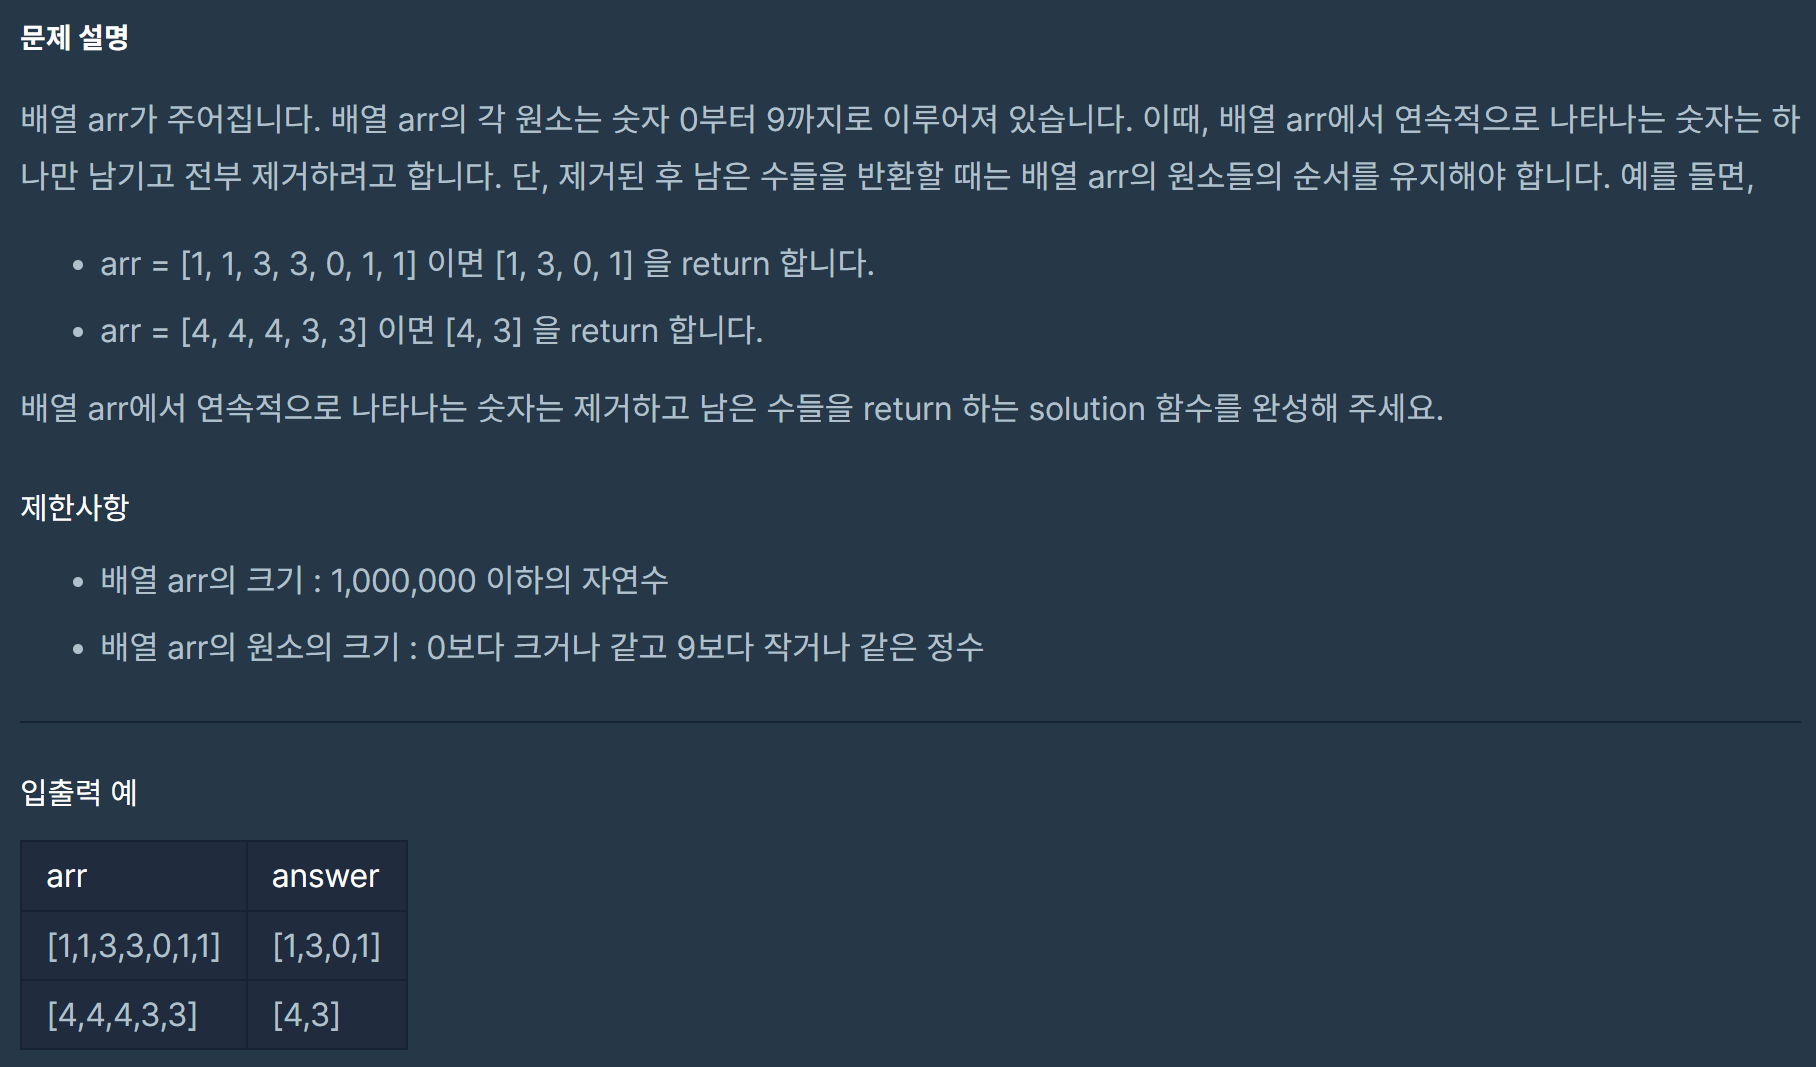 문제 설명
배열 arr가 주어집니다. 배열 arr의 각 원소는 숫자 0부터 9까지로 이루어져 있습니다. 이때, 배열 arr에서 연속적으로 나타나는 숫자는 하
나만 남기고 전부 제거하려고 합니다. 단, 제거된 후 남은 수들을 반환할 때는 배열 arr의 원소들의 순서를 유지해야 합니다. 예를 들면,
• arr = [1, 1, 3, 3, 0, 1, 1] 이면 [1, 3, 0, 1] 을 return 합니다.
• arr = [4, 4, 4, 3, 3] 이면 [4, 3] 을 return 합니다.
배열 arr에서 연속적으로 나타나는 숫자는 제거하고 남은 수들을 return 하는 solution 함수를 완성해 주세요.
제한사항
• 배열 arr의 크기 : 1,000,000 이하의 자연수
• 배열 arr의 원소의 크기 : 0보다 크거나 같고 9보다 작거나 같은 정수
입출력 예
arr answer
[1,1,3,3,0,1,1] [1,3,0,1]
[4,4,4,3,3] [4,3]